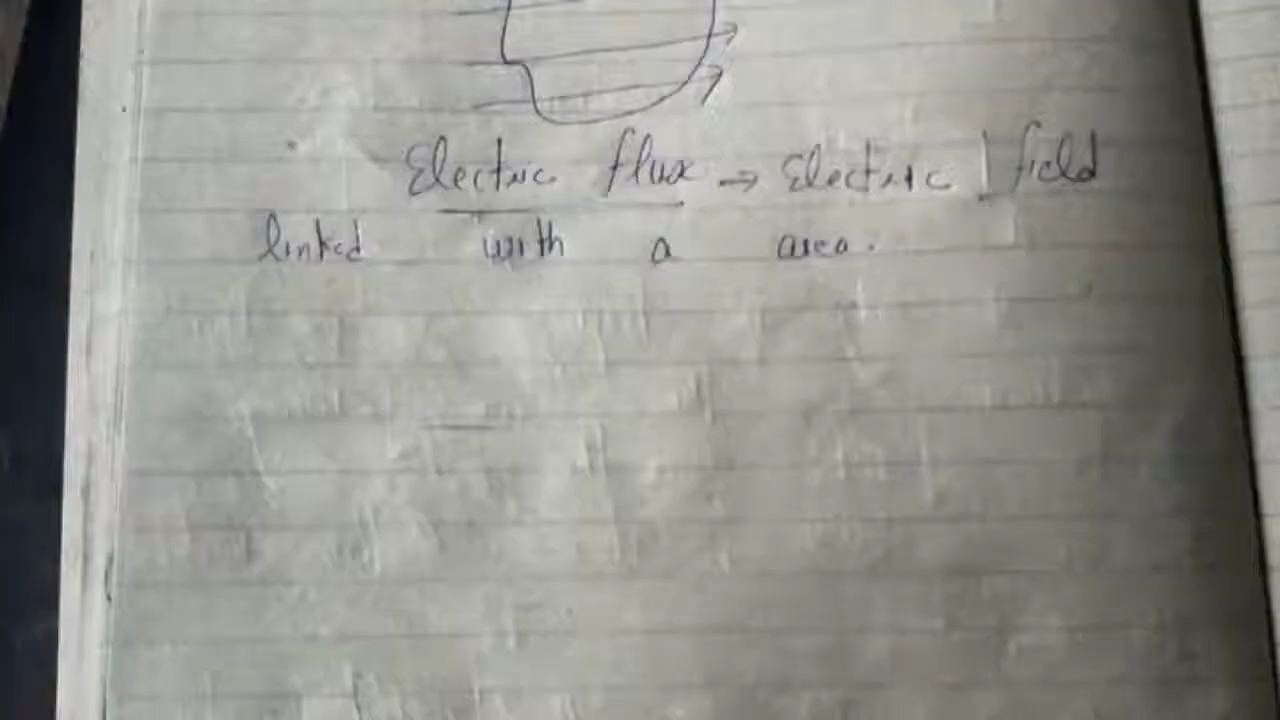 Electric flux → Electric field
linked with a area.